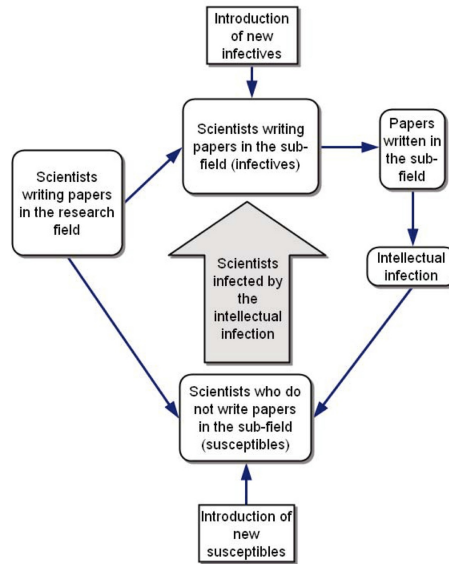 Introduction
of new
infectives
Scientists writing
papers in the sub-
field (infectives)
Papers
written in
the sub-
field
Scientists
writing papers
in the research
field
Intellectual
infection
Scientists
infected by
the
intellectual
infection
Scientists who do
not write papers
in the sub-field
(susceptibles)
Introduction of
new
susceptibles